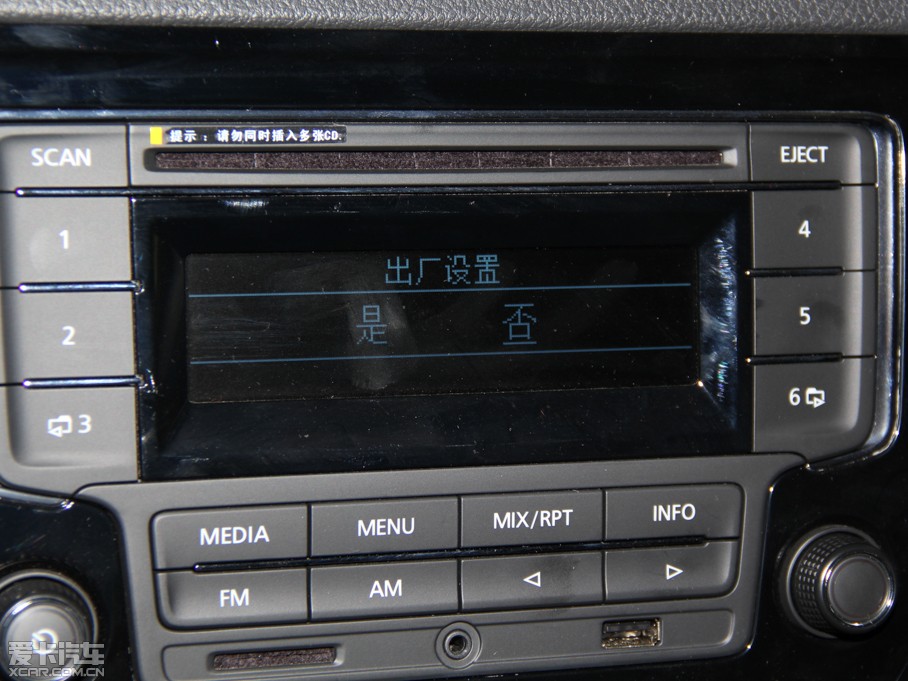 提示：请勿同时插入多张CD.
SCAN
EJECT
1
4
出厂设置
是 否
2
5
3
6
MEDIA MENU MIX/RPT INFO
FM AM
爱卡汽车
XCAR.COM.CN